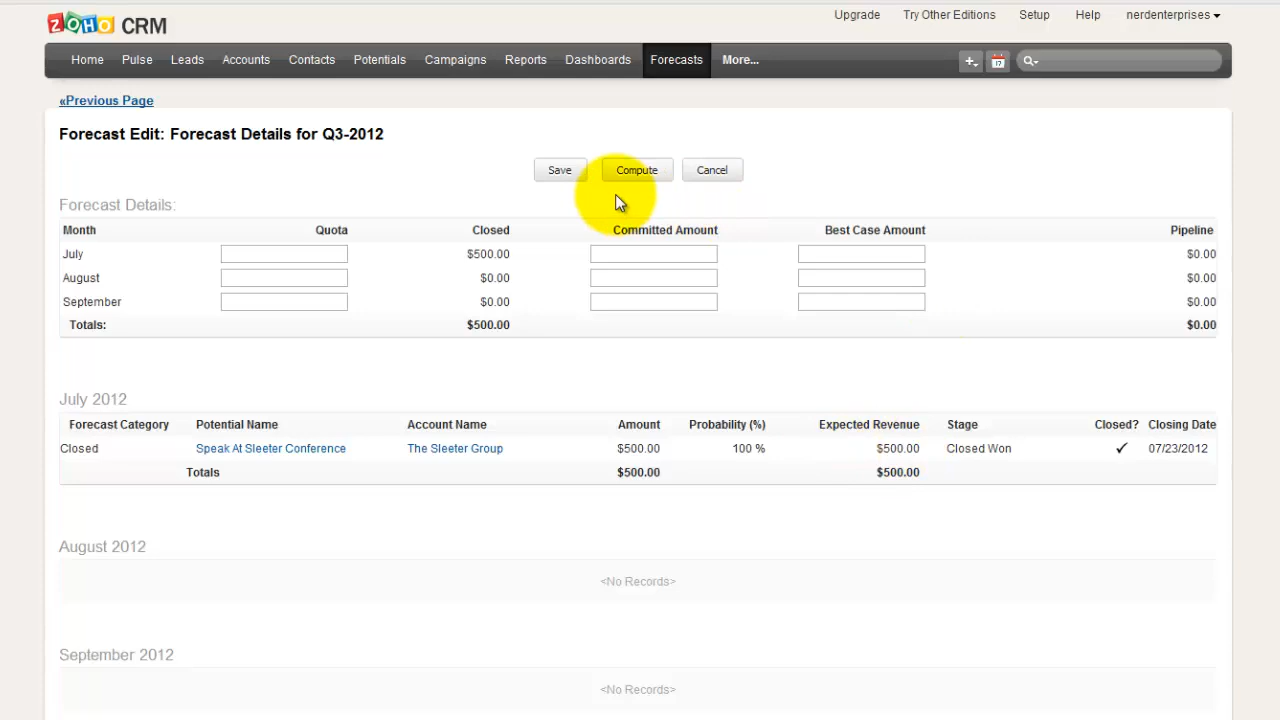 ZOHO CRM
Upgrade Try Other Editions Setup Help nerdenterprises
Home Pulse Leads Accounts Contacts Potentials Campaigns Reports Dashboards Forecasts More...
17
«Previous Page
Forecast Edit: Forecast Details for Q3-2012
Save Compute Cancel
Forecast Details:
Month Quota Closed Committed Amount Best Case Amount Pipeline
July $500.00 $0.00
August $0.00 $0.00
September $0.00 $0.00
Totals: $500.00 $0.00
July 2012
Forecast Category Potential Name Account Name Amount Probability (%) Expected Revenue Stage Closed? Closing Date
Closed Speak At Sleeter Conference The Sleeter Group $500.00 100 % $500.00 Closed Won ✓ 07/23/2012
Totals $500.00 $500.00
August 2012
<No Records>
September 2012
<No Records>